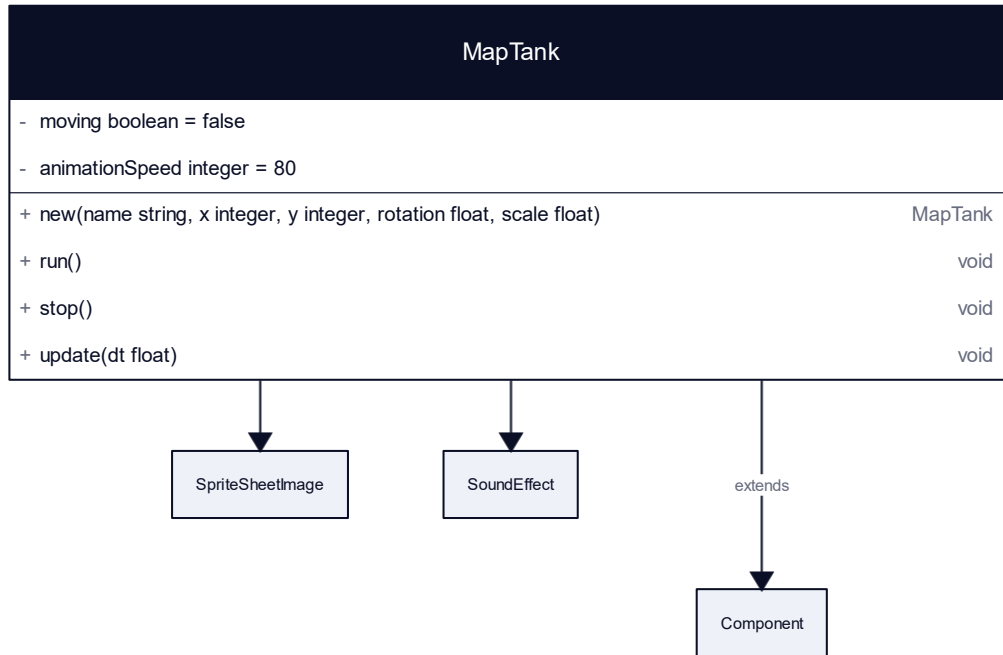 MapTank
- moving boolean = false
- animationSpeed integer = 80
+ new(name string, x integer, y integer, rotation float, scale float) MapTank
+ run() void
+ stop() void
+ update(dt float) void
SpriteSheetImage
SoundEffect
extends
Component